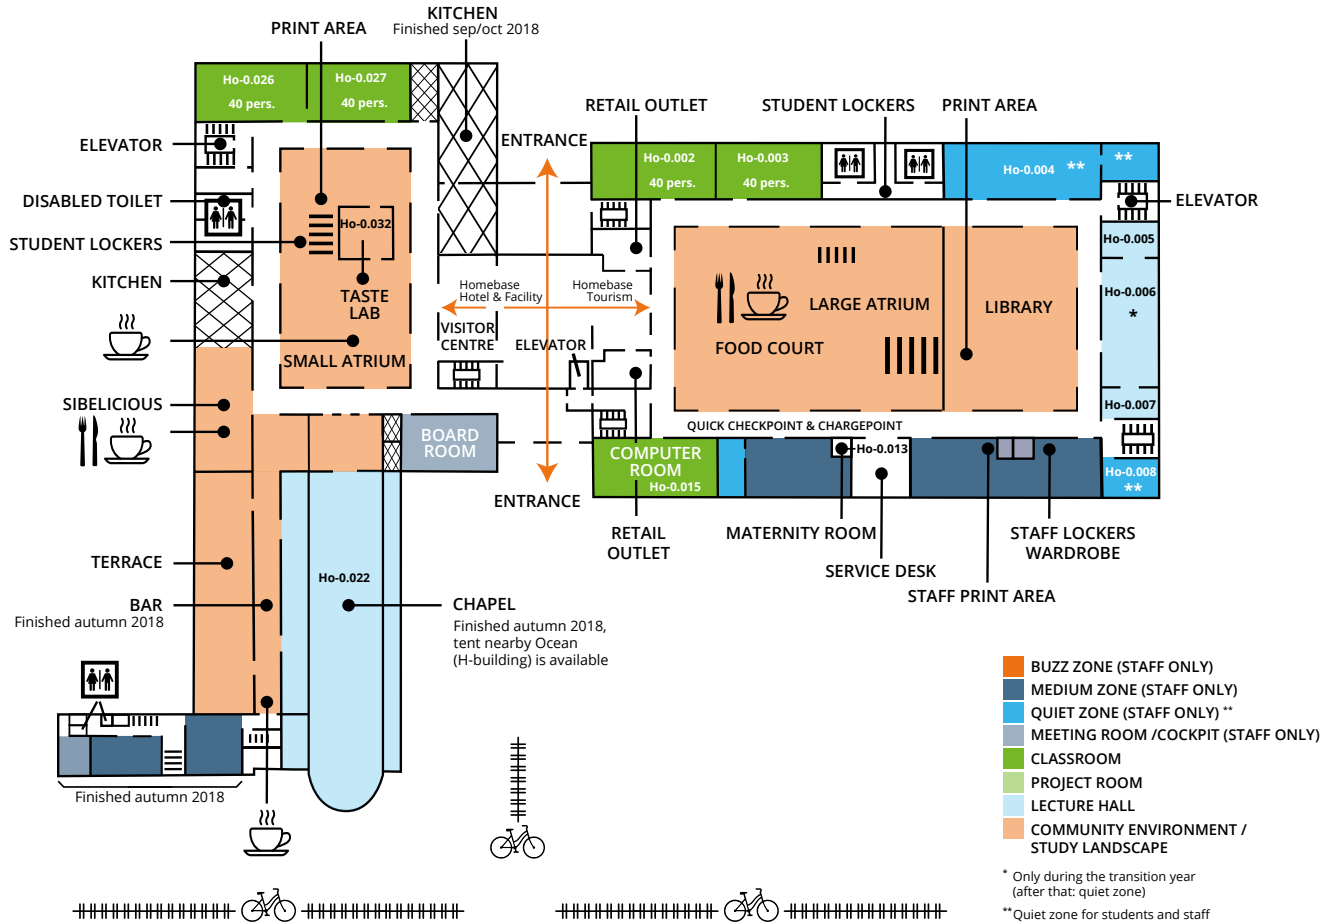 KITCHEN
Finished sep/oct 2018
PRINT AREA
Ho-0.026
40 pers.
Ho-0.027
40 pers.
ELEVATOR
DISABLED TOILET
STUDENT LOCKERS
KITCHEN
Ho-0.032
TASTE
LAB
SMALL ATRIUM
SIBELICIOUS
TERRACE
BAR
Finished autumn 2018
Finished autumn 2018
ENTRANCE
Homebase
Hotel & Facility
Homebase
Tourism
VISITOR
CENTRE
ELEVATOR
BOARD
ROOM
ENTRANCE
Ho-0.022
CHAPEL
Finished autumn 2018,
tent nearby Ocean
(H-building) is available
RETAIL OUTLET
STUDENT LOCKERS
PRINT AREA
Ho-0.002
40 pers.
Ho-0.003
40 pers.
Ho-0.004 **
**
ELEVATOR
Ho-0.005
Ho-0.006
*
Ho-0.007
Ho-0.008
**
LARGE ATRIUM
LIBRARY
FOOD COURT
QUICK CHECKPOINT & CHARGEPOINT
COMPUTER
ROOM
Ho-0.015
Ho-0.013
RETAIL
OUTLET
MATERNITY ROOM
SERVICE DESK
STAFF PRINT AREA
STAFF LOCKERS
WARDROBE
BUZZ ZONE (STAFF ONLY)
MEDIUM ZONE (STAFF ONLY)
QUIET ZONE (STAFF ONLY) **
MEETING ROOM /COCKPIT (STAFF ONLY)
CLASSROOM
PROJECT ROOM
LECTURE HALL
COMMUNITY ENVIRONMENT /
STUDY LANDSCAPE
* Only during the transition year
(after that: quiet zone)
**Quiet zone for students and staff